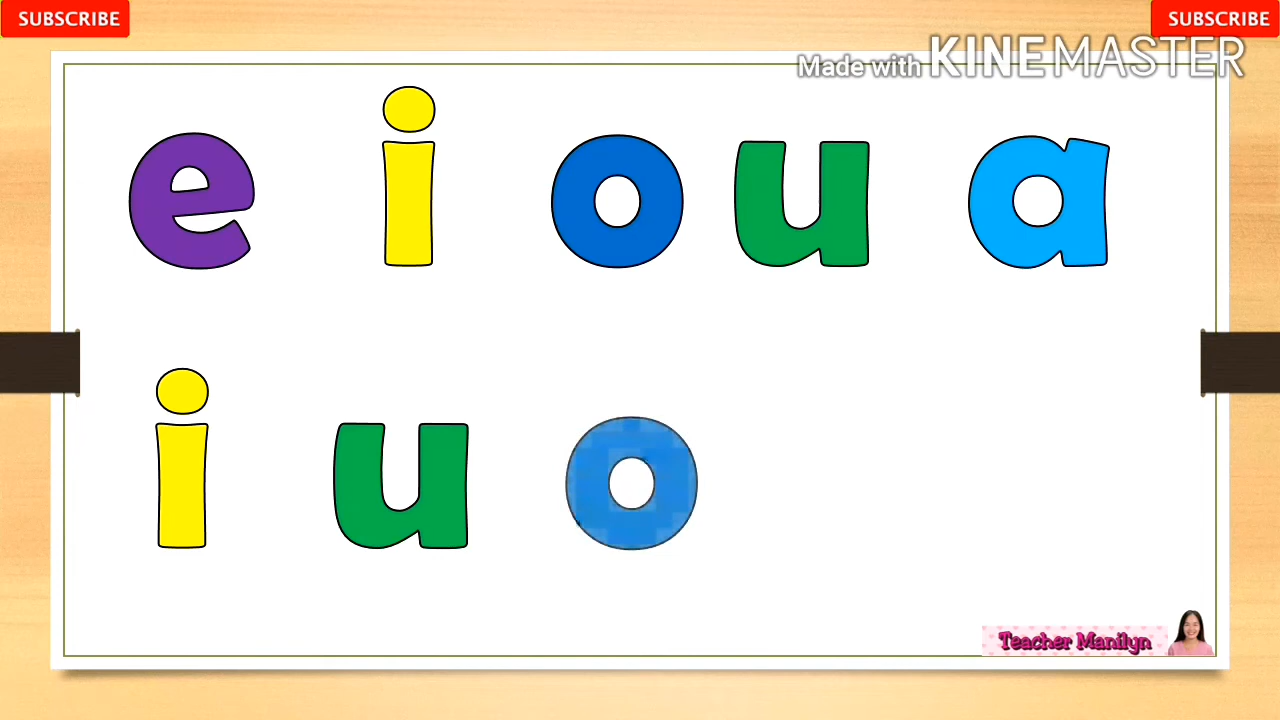 SUBSCRIBE SUBSCRIBE
Made with KINEMASTER
e i o u a
i u o
Teacher Manilyn